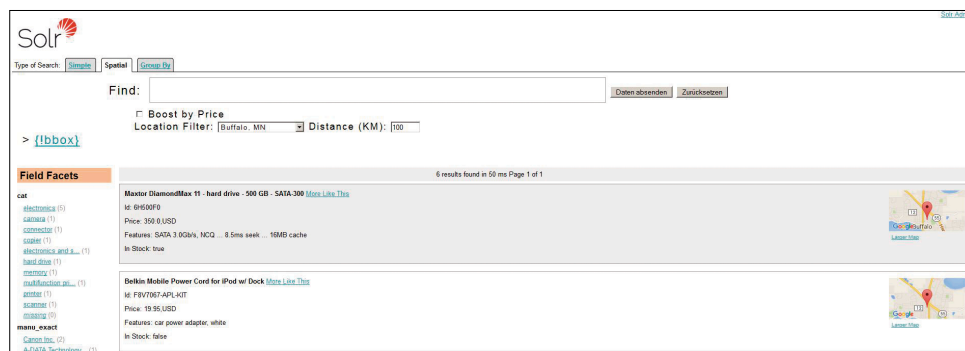 Solr Adm
Solr
Type of Search: Simple Spatial Group By
Find: Daten absenden Zurücksetzen
Boost by Price
Location Filter: Buffalo, MN Distance (KM): 100
> {!bbox}
Field Facets
6 results found in 50 ms Page 1 of 1
cat
electronics (5)
camera (1)
connector (1)
copier (1)
electronics and s... (1)
hard drive (1)
memory (1)
multifunction pri... (1)
printer (1)
scanner (1)
missing (0)
manu_exact
Canon Inc. (2)
A-DATA Technology... (1)
Maxtor DiamondMax 11 - hard drive - 500 GB - SATA-300 More Like This
Id: 6H500F0
Price: 350.0,USD
Features: SATA 3.0Gb/s, NCQ ... 8.5ms seek ... 16MB cache
In Stock: true
Google Buffalo
Larger Map
Belkin Mobile Power Cord for iPod w/ Dock More Like This
Id: F8V7067-APL-KIT
Price: 19.95,USD
Features: car power adapter, white
In Stock: false
Google
Larger Map